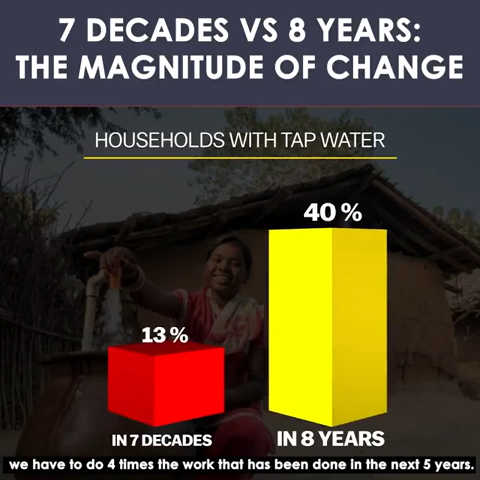 7 DECADES VS 8 YEARS:
THE MAGNITUDE OF CHANGE
HOUSEHOLDS WITH TAP WATER
40 %
13 %
IN 7 DECADES
IN 8 YEARS
we have to do 4 times the work that has been done in the next 5 years.